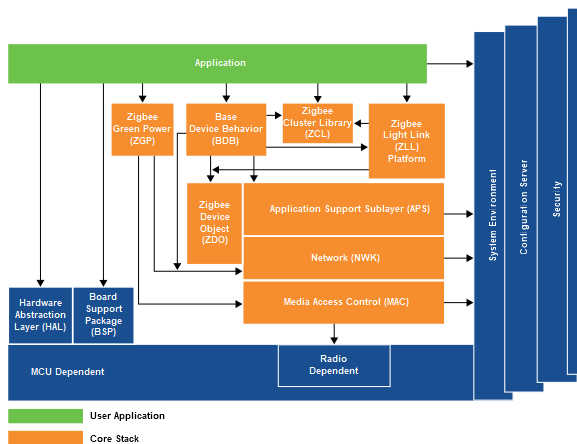 Application
Zigbee
Green Power
(ZGP)
Base
Device Behavior
(BDB)
Zigbee
Cluster Library
(ZCL)
Zigbee
Light Link
(ZLL)
Platform
Zigbee
Device
Object
(ZDO)
Application Support Sublayer (APS)
Network (NWK)
Media Access Control (MAC)
Hardware
Abstraction
Layer (HAL)
Board
Support
Package
(BSP)
MCU Dependent
Radio
Dependent
System Environment
Configuration Server
Security
User Application
Core Stack